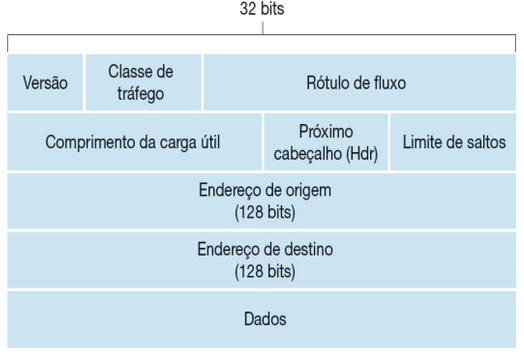 32 bits
Versão
Classe de
tráfego
Rótulo de fluxo
Comprimento da carga útil
Próximo
cabeçalho (Hdr)
Limite de saltos
Endereço de origem
(128 bits)
Endereço de destino
(128 bits)
Dados